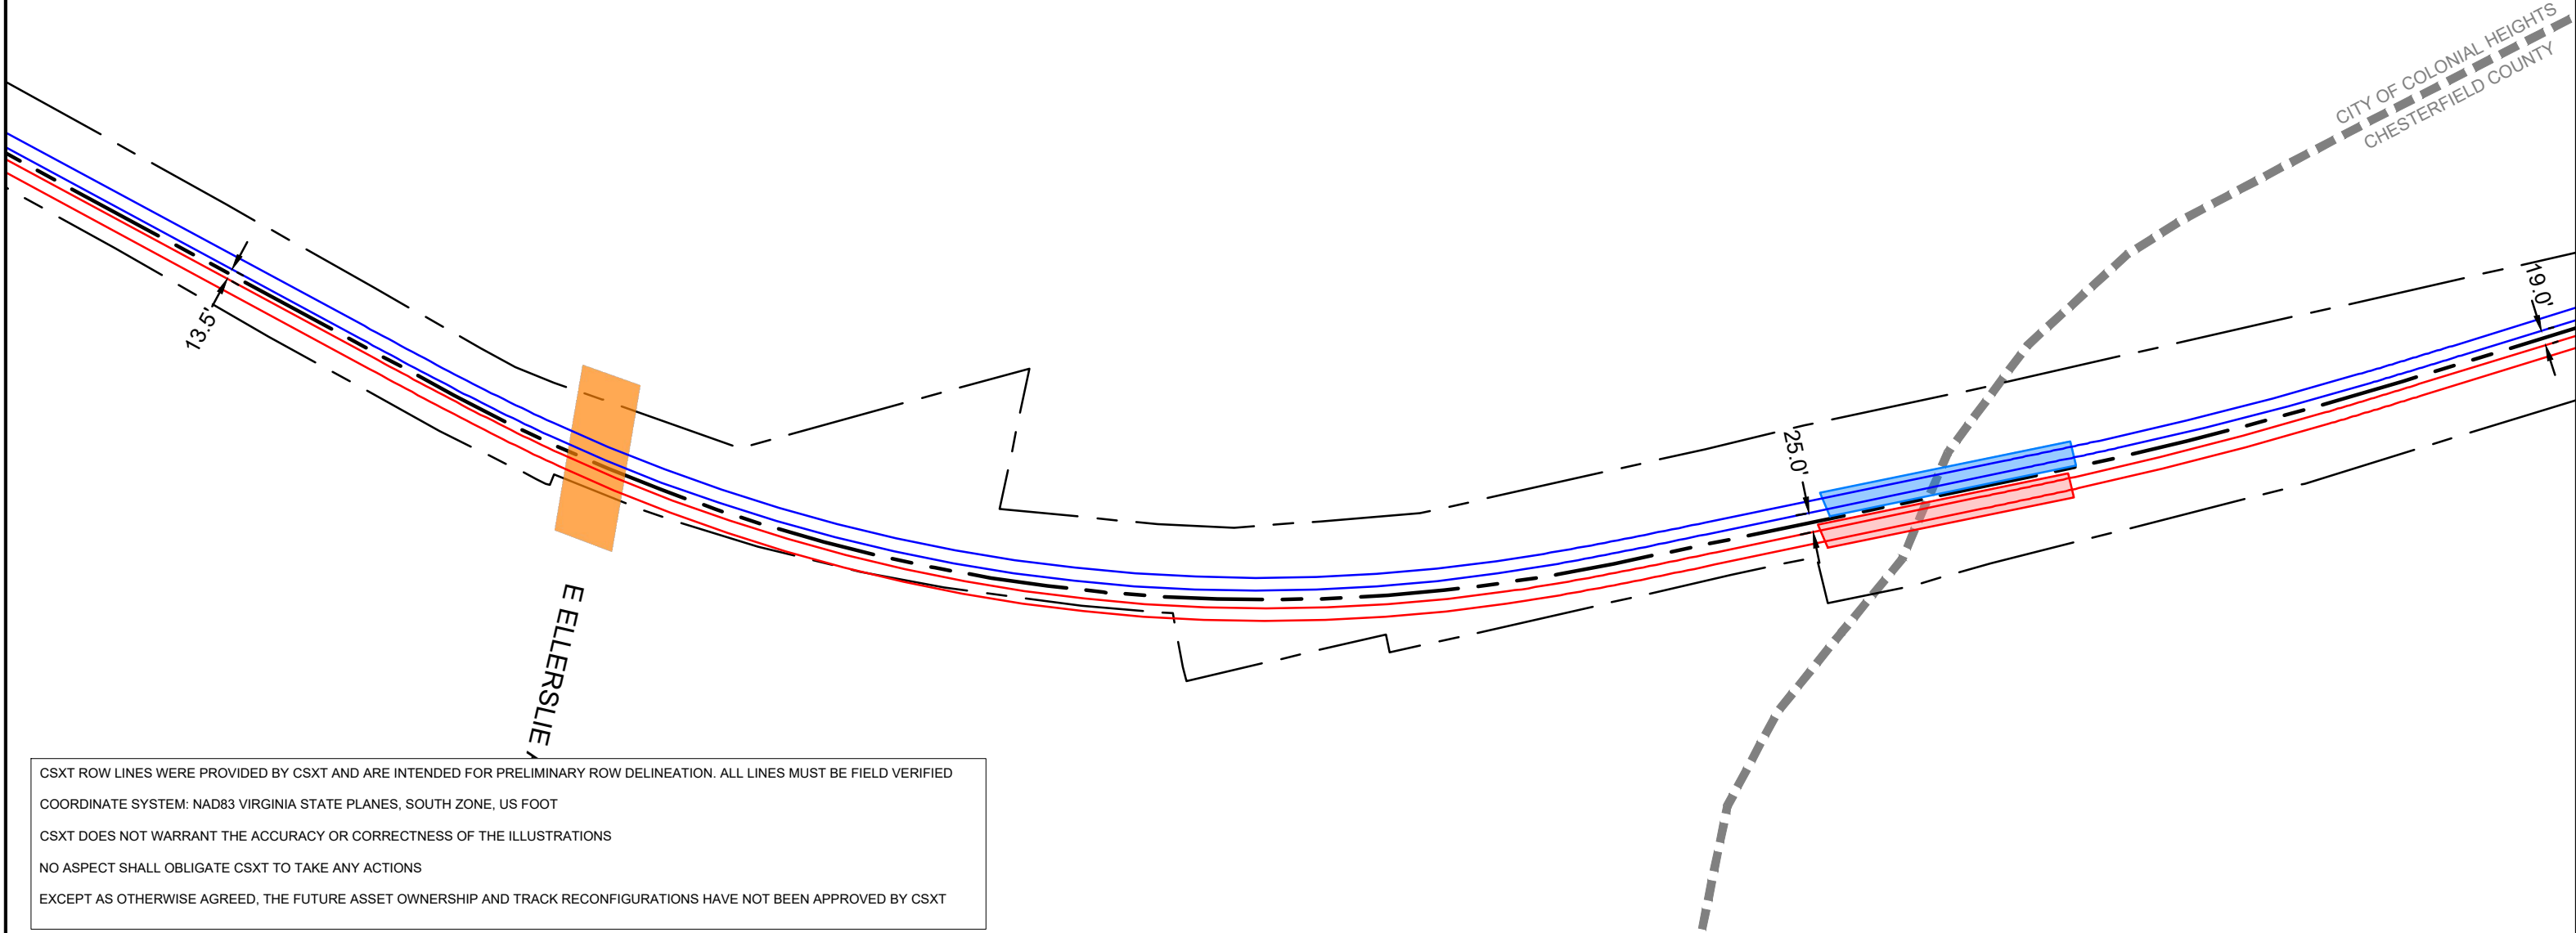 CITY OF COLONIAL HEIGHTS
CHESTERFIELD COUNTY
19.0'
13.5'
25.0'
E ELLERSLIE
CSXT ROW LINES WERE PROVIDED BY CSXT AND ARE INTENDED FOR PRELIMINARY ROW DELINEATION. ALL LINES MUST BE FIELD VERIFIED
COORDINATE SYSTEM: NAD83 VIRGINIA STATE PLANES, SOUTH ZONE, US FOOT
CSXT DOES NOT WARRANT THE ACCURACY OR CORRECTNESS OF THE ILLUSTRATIONS
NO ASPECT SHALL OBLIGATE CSXT TO TAKE ANY ACTIONS
EXCEPT AS OTHERWISE AGREED, THE FUTURE ASSET OWNERSHIP AND TRACK RECONFIGURATIONS HAVE NOT BEEN APPROVED BY CSXT